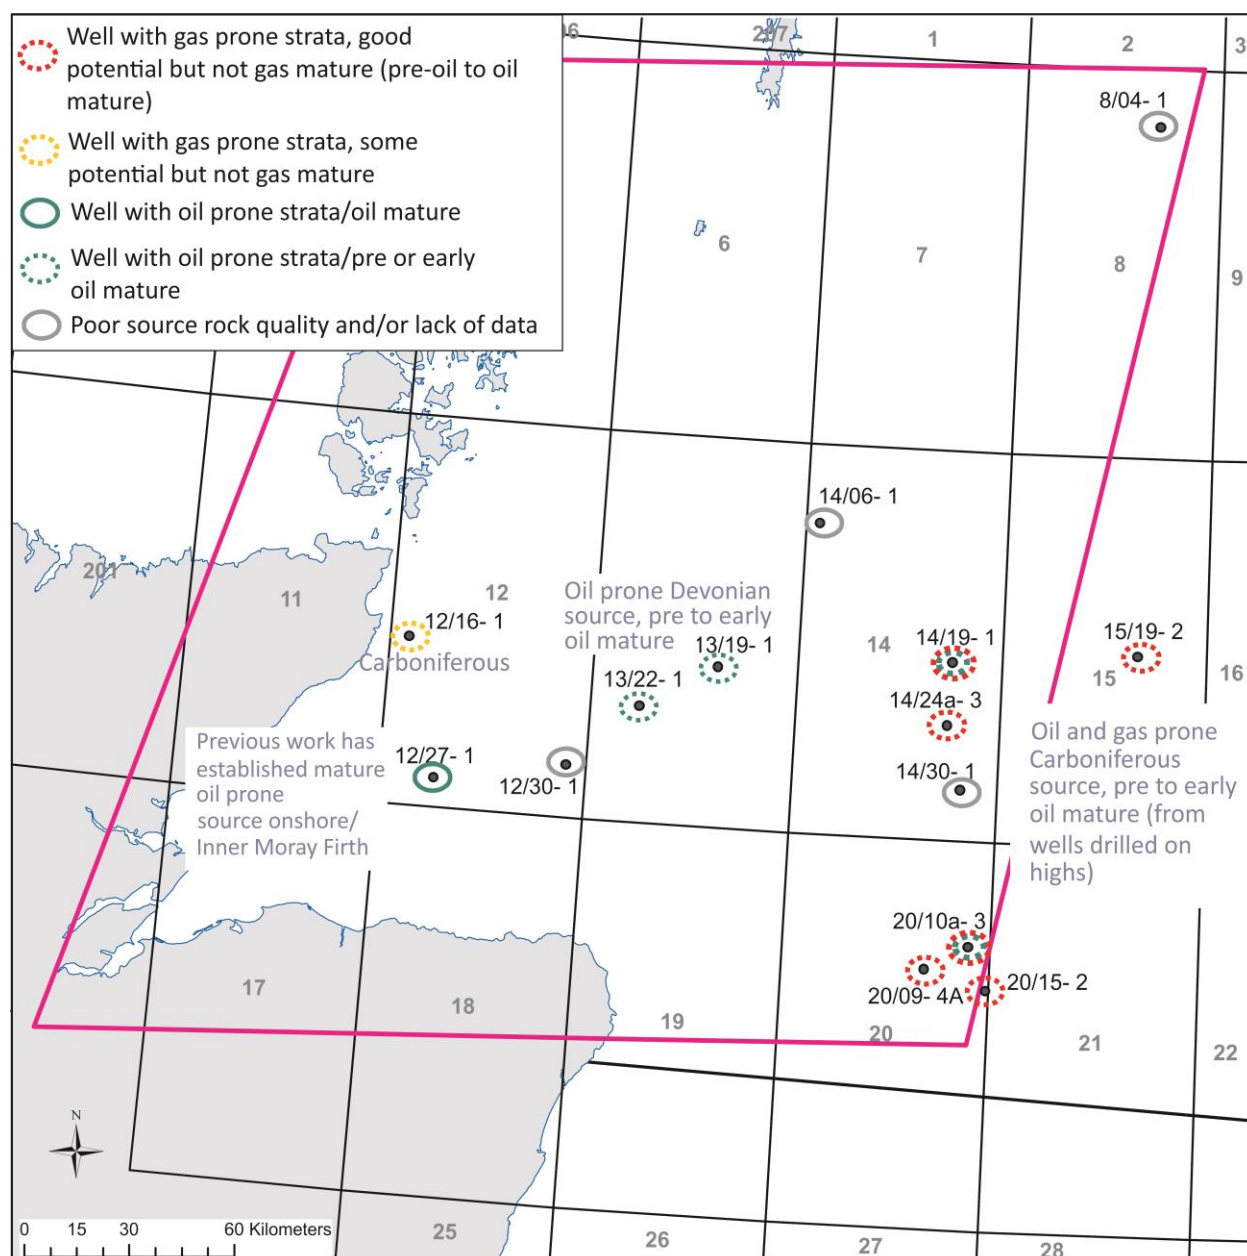 Well with gas prone strata, good
potential but not gas mature (pre-oil to oil
mature)
Well with gas prone strata, some
potential but not gas mature
Well with oil prone strata/oil mature
Well with oil prone strata/pre or early
oil mature
Poor source rock quality and/or lack of data
207
1
2
3
8/04- 1
6
7
8
9
14/06- 1
201
11
12
12/16- 1
Carboniferous
Oil prone Devonian
source, pre to early
oil mature
13/19- 1
13/22- 1
14
14/19- 1
15/19- 2
15
16
14/24a- 3
14/30- 1
Previous work has
established mature
oil prone
source onshore/
Inner Moray Firth
12/27- 1
12/30- 1
Oil and gas prone
Carboniferous
source, pre to early
oil mature (from
wells drilled on
highs)
20/10a- 3
20/09- 4A
20/15- 2
17
18
19
20
21
22
N
0 15 30 60 Kilometers
25
26
27
28